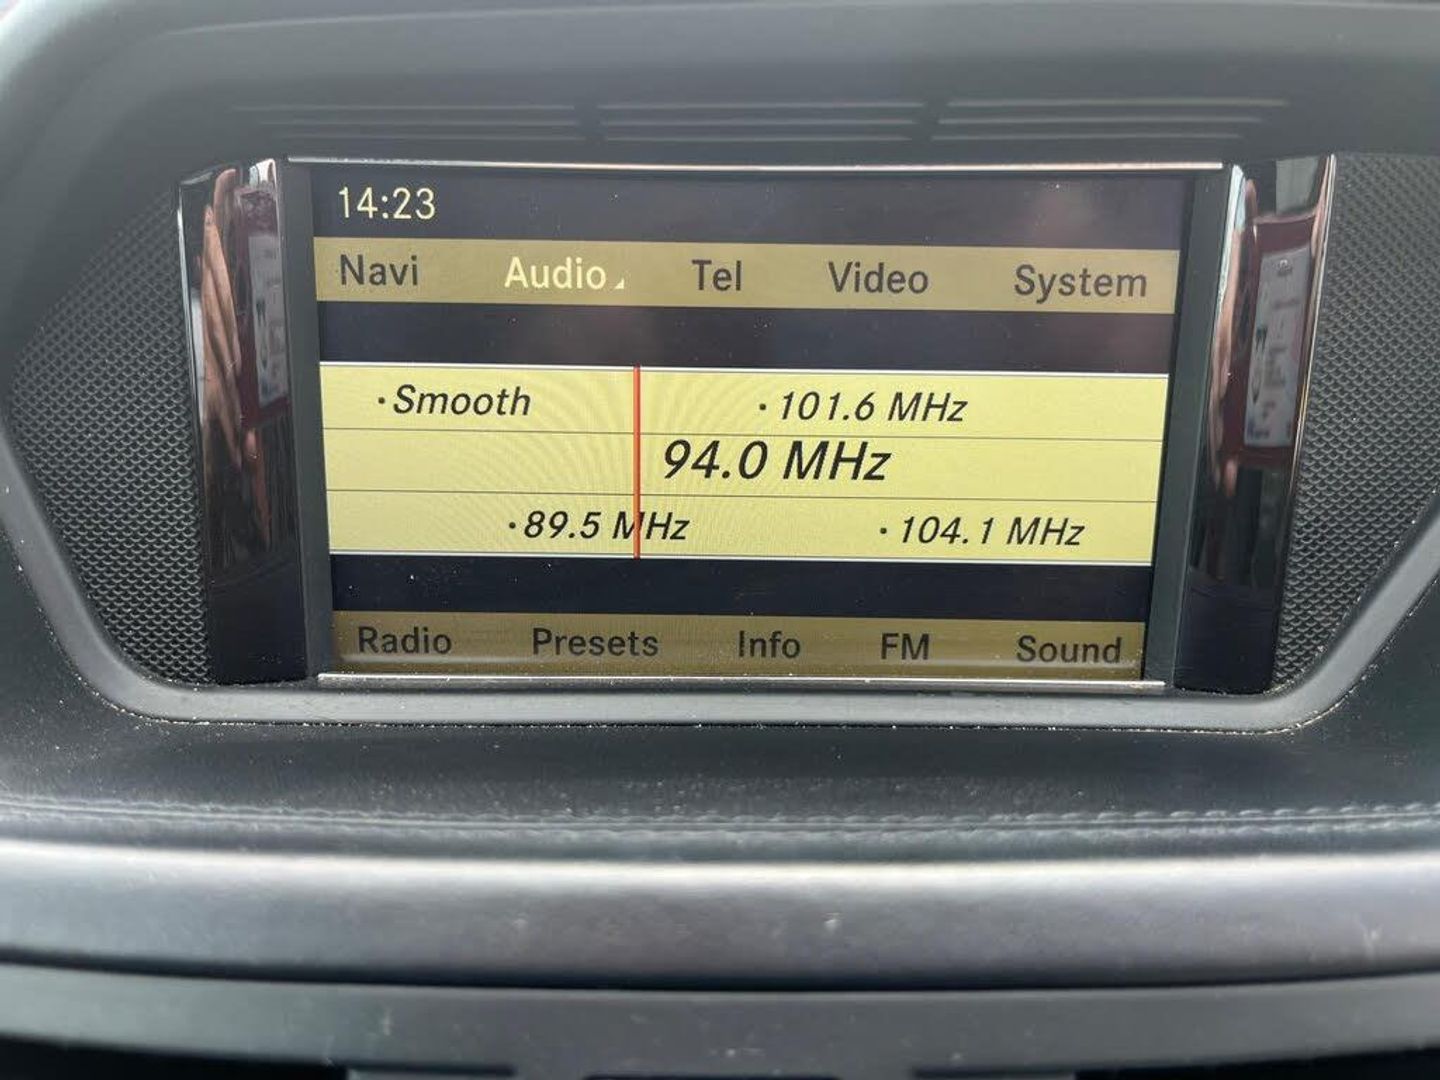 14:23
Navi Audio Tel Video System
·Smooth ·101.6 MHz
94.0 MHz
·89.5 MHz ·104.1 MHz
Radio Presets Info FM Sound